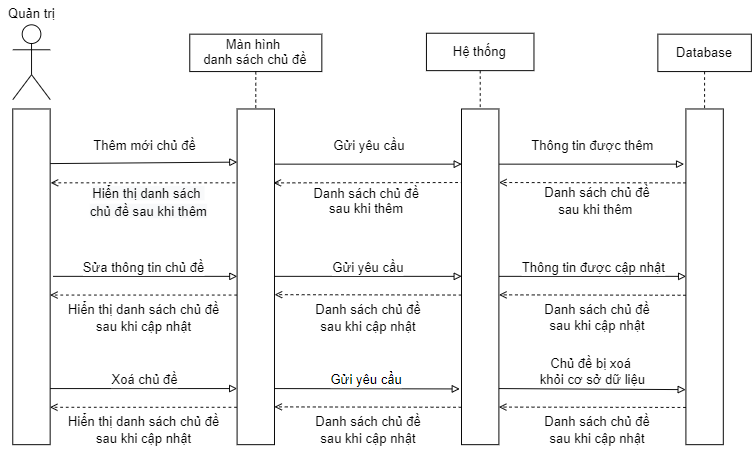 Quản trị
Màn hình
danh sách chủ đề
Hệ thống
Database
Thêm mới chủ đề
Gửi yêu cầu
Thông tin được thêm
Hiển thị danh sách
chủ đề sau khi thêm
Danh sách chủ đề
sau khi thêm
Danh sách chủ đề
sau khi thêm
Sửa thông tin chủ đề
Gửi yêu cầu
Thông tin được cập nhật
Hiển thị danh sách chủ đề
sau khi cập nhật
Danh sách chủ đề
sau khi cập nhật
Danh sách chủ đề
sau khi cập nhật
Xoá chủ đề
Gửi yêu cầu
Chủ đề bị xoá
khỏi cơ sở dữ liệu
Hiển thị danh sách chủ đề
sau khi cập nhật
Danh sách chủ đề
sau khi cập nhật
Danh sách chủ đề
sau khi cập nhật